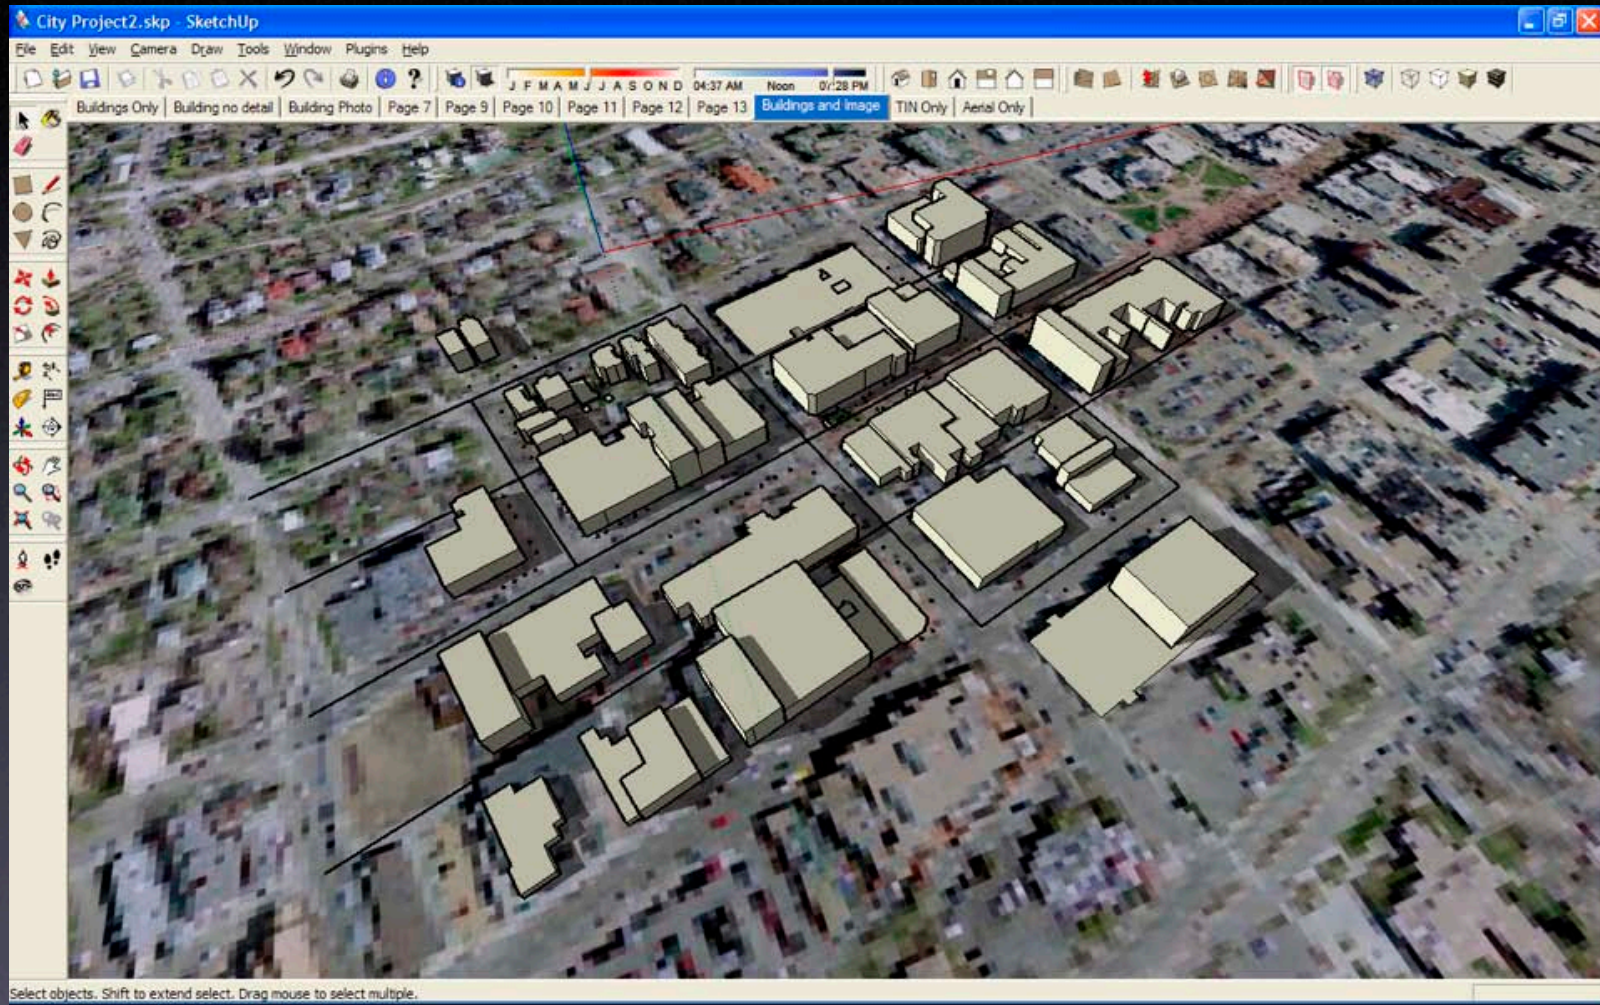 City Project2.skp - SketchUp
File Edit View Camera Draw Tools Window Plugins Help
J F M A M J J A S O N D 04:37 AM Noon 07:28 PM
Buildings Only Building no detail Building Photo Page 7 Page 9 Page 10 Page 11 Page 12 Page 13 Buildings and Image TIN Only Aerial Only
Select objects. Shift to extend select. Drag mouse to select multiple.